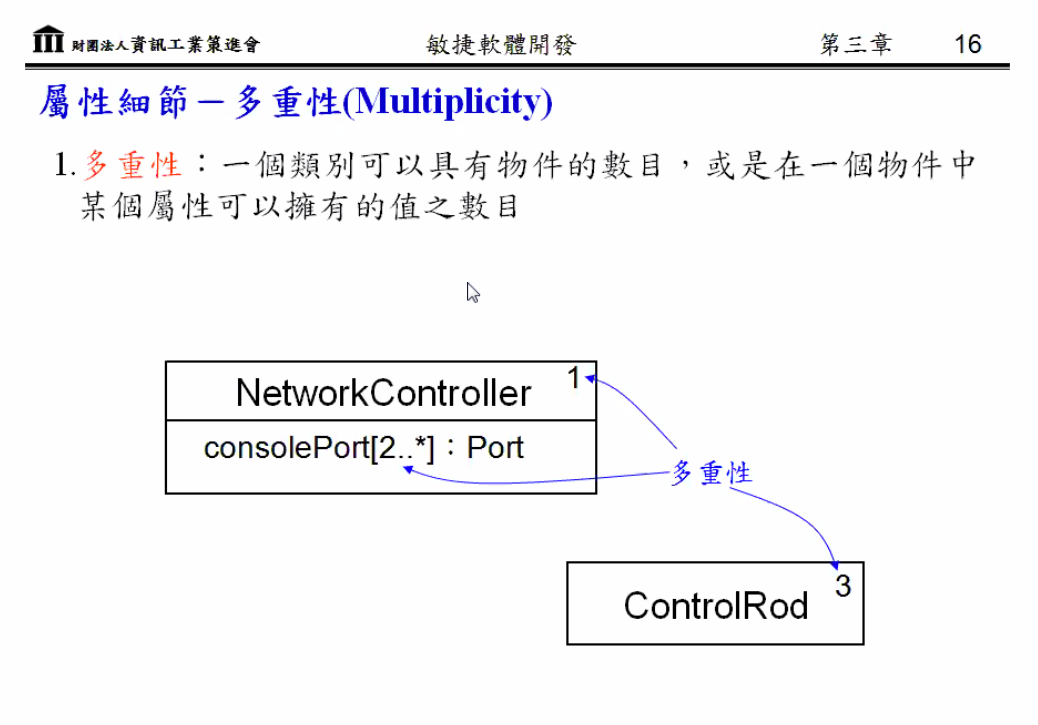 財團法人資訊工業策進會 敏捷軟體開發 第三章 16
屬性細節－多重性(Multiplicity)
1.多重性：一個類別可以具有物件的數目，或是在一個物件中
某個屬性可以擁有的值之數目
NetworkController 1
consolePort[2..*]：Port
多重性
ControlRod 3